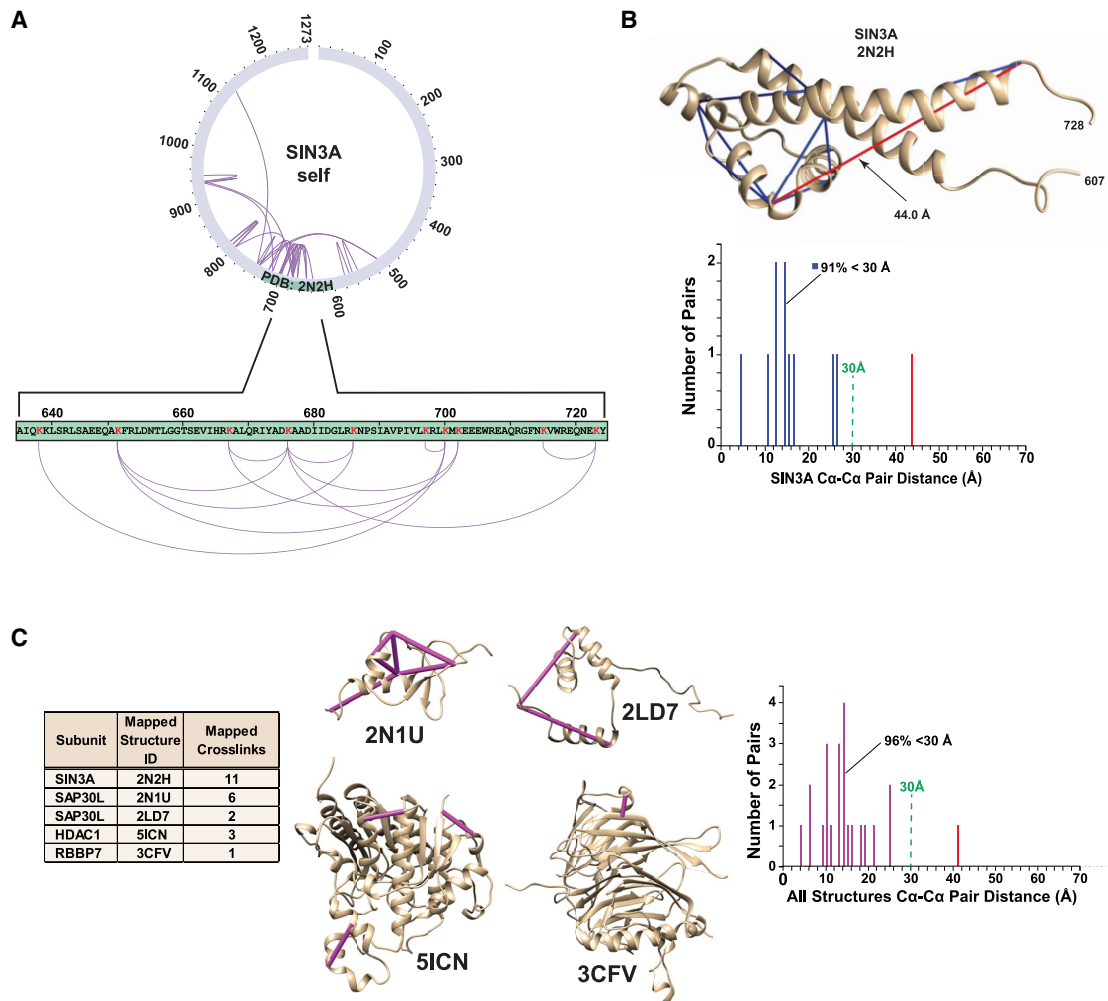 A
1273
100
200
300
400
500
600
700
800
900
1000
1100
1200
SIN3A
self
PDB: 2N2H
640
660
680
700
720
AIQKKLSRLSAEEQAKFRLDNTLGGTSEVIHRKALQRIYADKAADIIDGLRKNPSIAVPIVLKRLKMKEEEWREAQRGFNKVWREQNEKY
B
SIN3A
2N2H
728
607
44.0 Å
Number of Pairs
2
1
0
91% < 30 Å
30Å
0 10 20 30 40 50 60 70
SIN3A Cα-Cα Pair Distance (Å)
C
Subunit Mapped Structure ID Mapped Crosslinks
SIN3A 2N2H 11
SAP30L 2N1U 6
SAP30L 2LD7 2
HDAC1 5ICN 3
RBBP7 3CFV 1
2N1U
2LD7
5ICN
3CFV
Number of Pairs
4
3
2
1
0
96% <30 Å
30Å
0 10 20 30 40 50 60 70
All Structures Cα-Cα Pair Distance (Å)